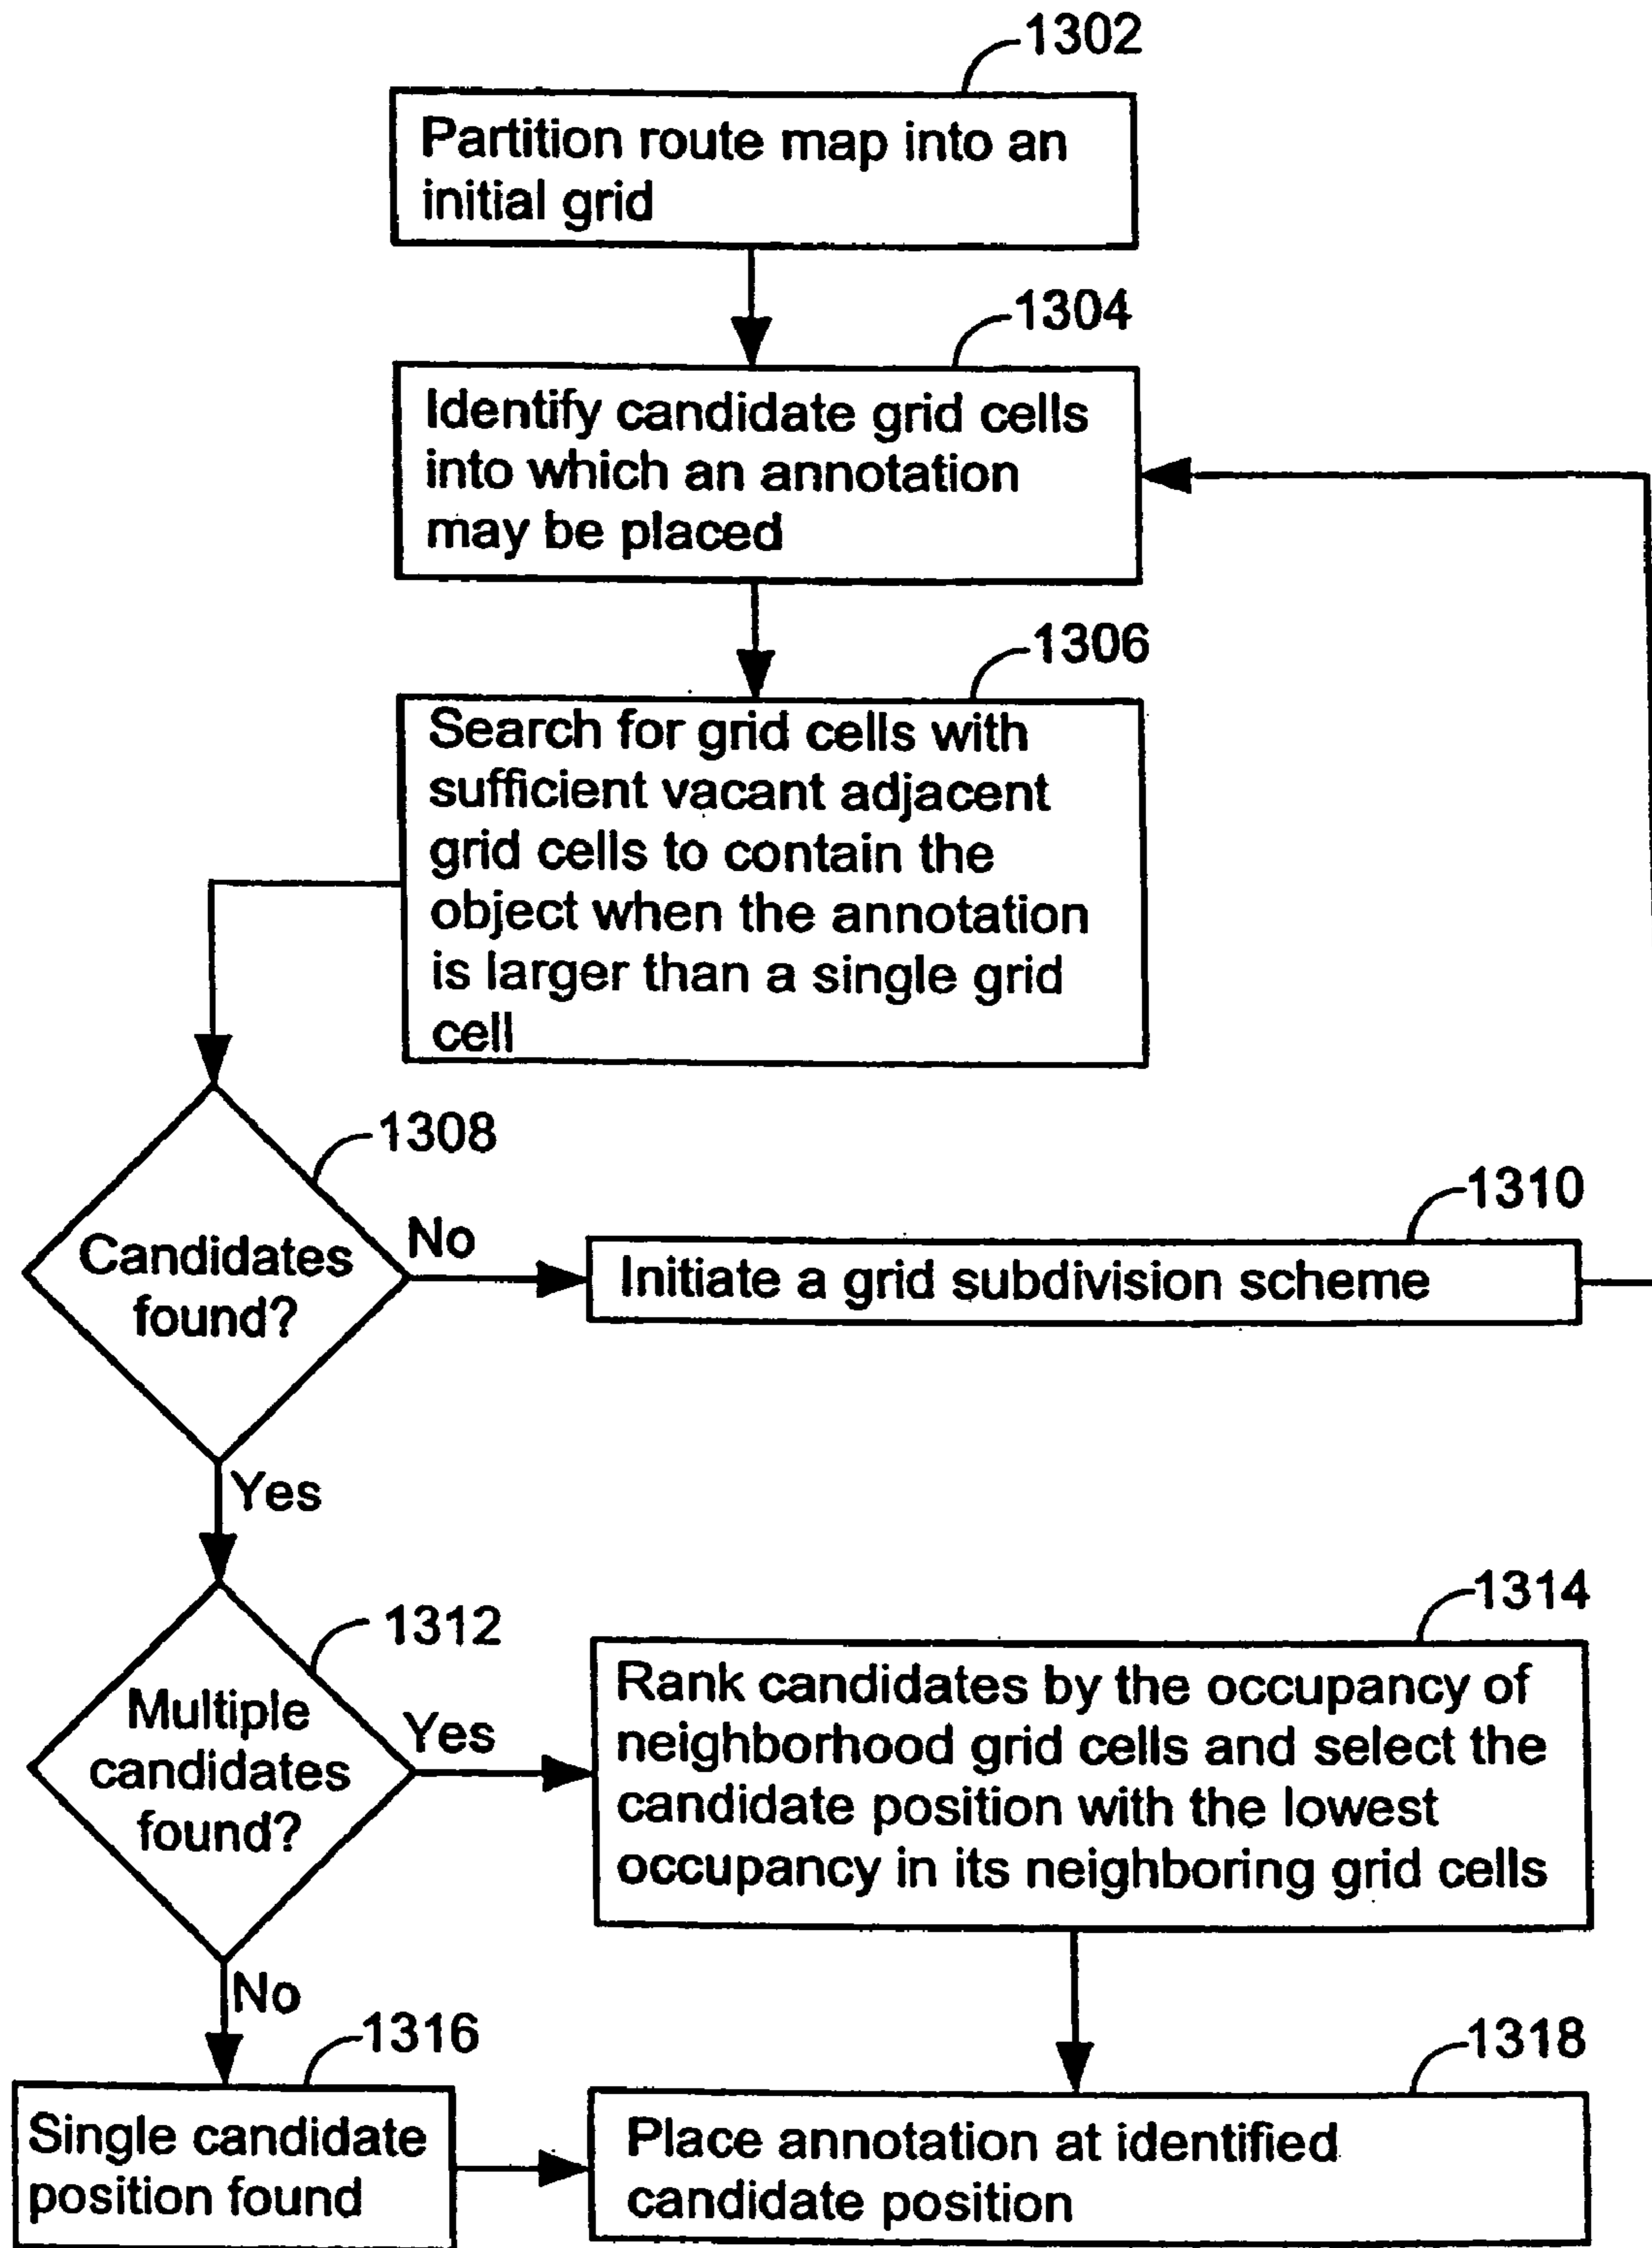 1302
Partition route map into an
initial grid
1304
Identify candidate grid cells
into which an annotation
may be placed
1306
Search for grid cells with
sufficient vacant adjacent
grid cells to contain the
object when the annotation
is larger than a single grid
cell
1308
Candidates
found?
No
1310
Initiate a grid subdivision scheme
Yes
1312
Multiple
candidates
found?
Yes
1314
Rank candidates by the occupancy of
neighborhood grid cells and select the
candidate position with the lowest
occupancy in its neighboring grid cells
No
1316
Single candidate
position found
1318
Place annotation at identified
candidate position